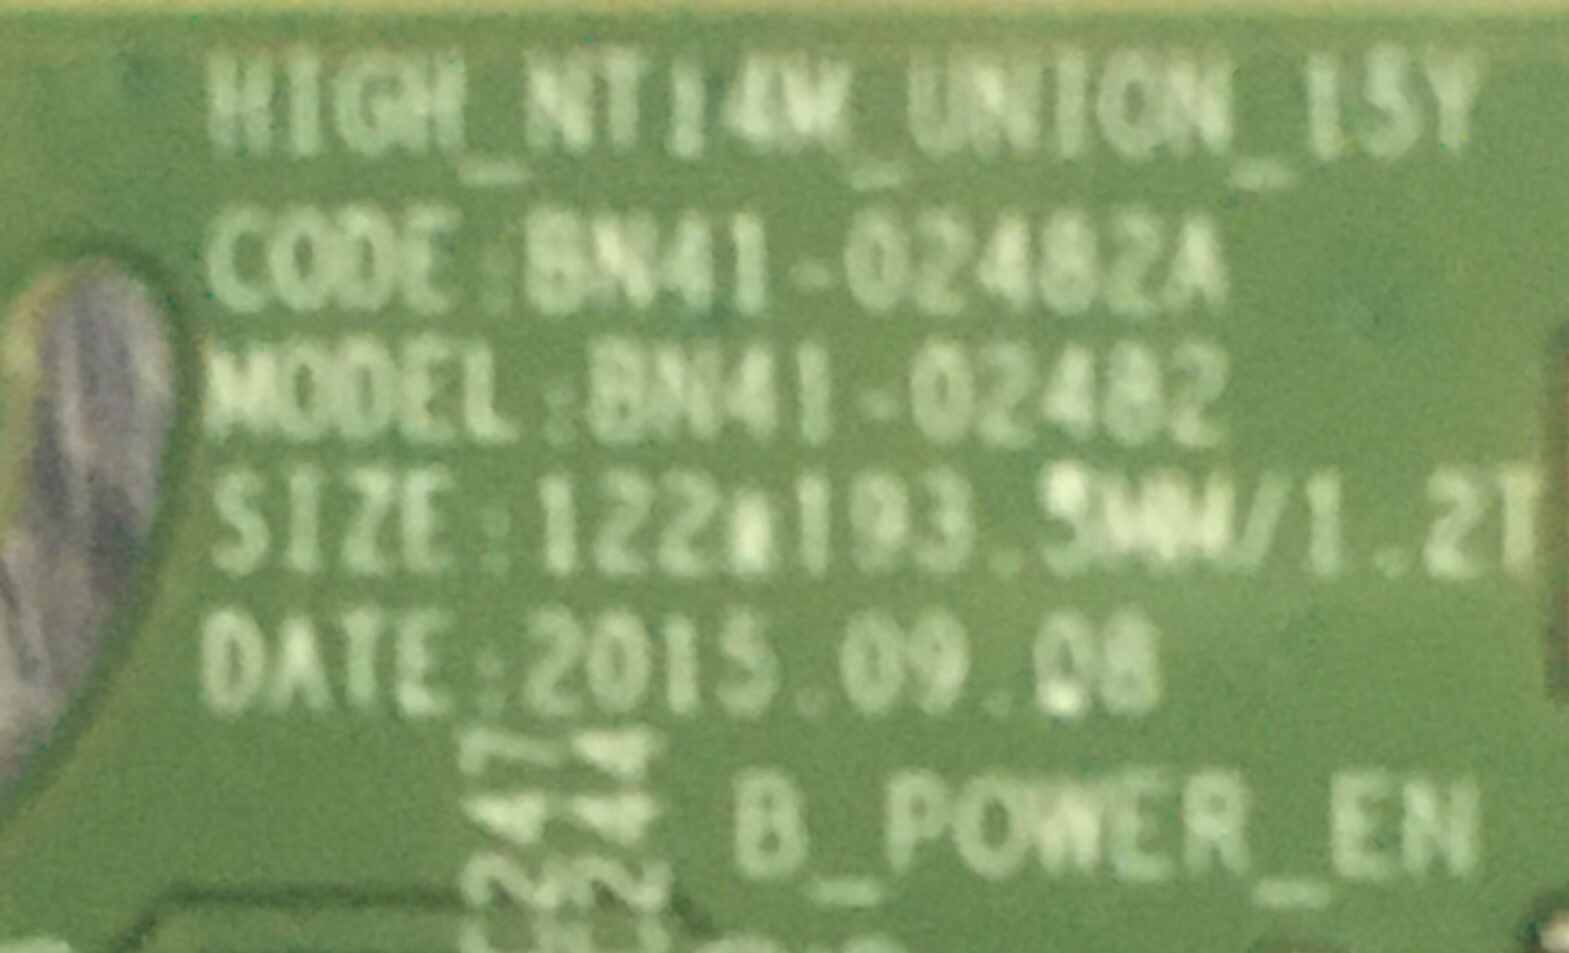 HIGH_NT14W_UNION_15Y
CODE:BN41-02482A
MODEL:BN41-02482
SIZE:122x193.5MM/1.2T
DATE:2015.09.08
B_POWER_EN